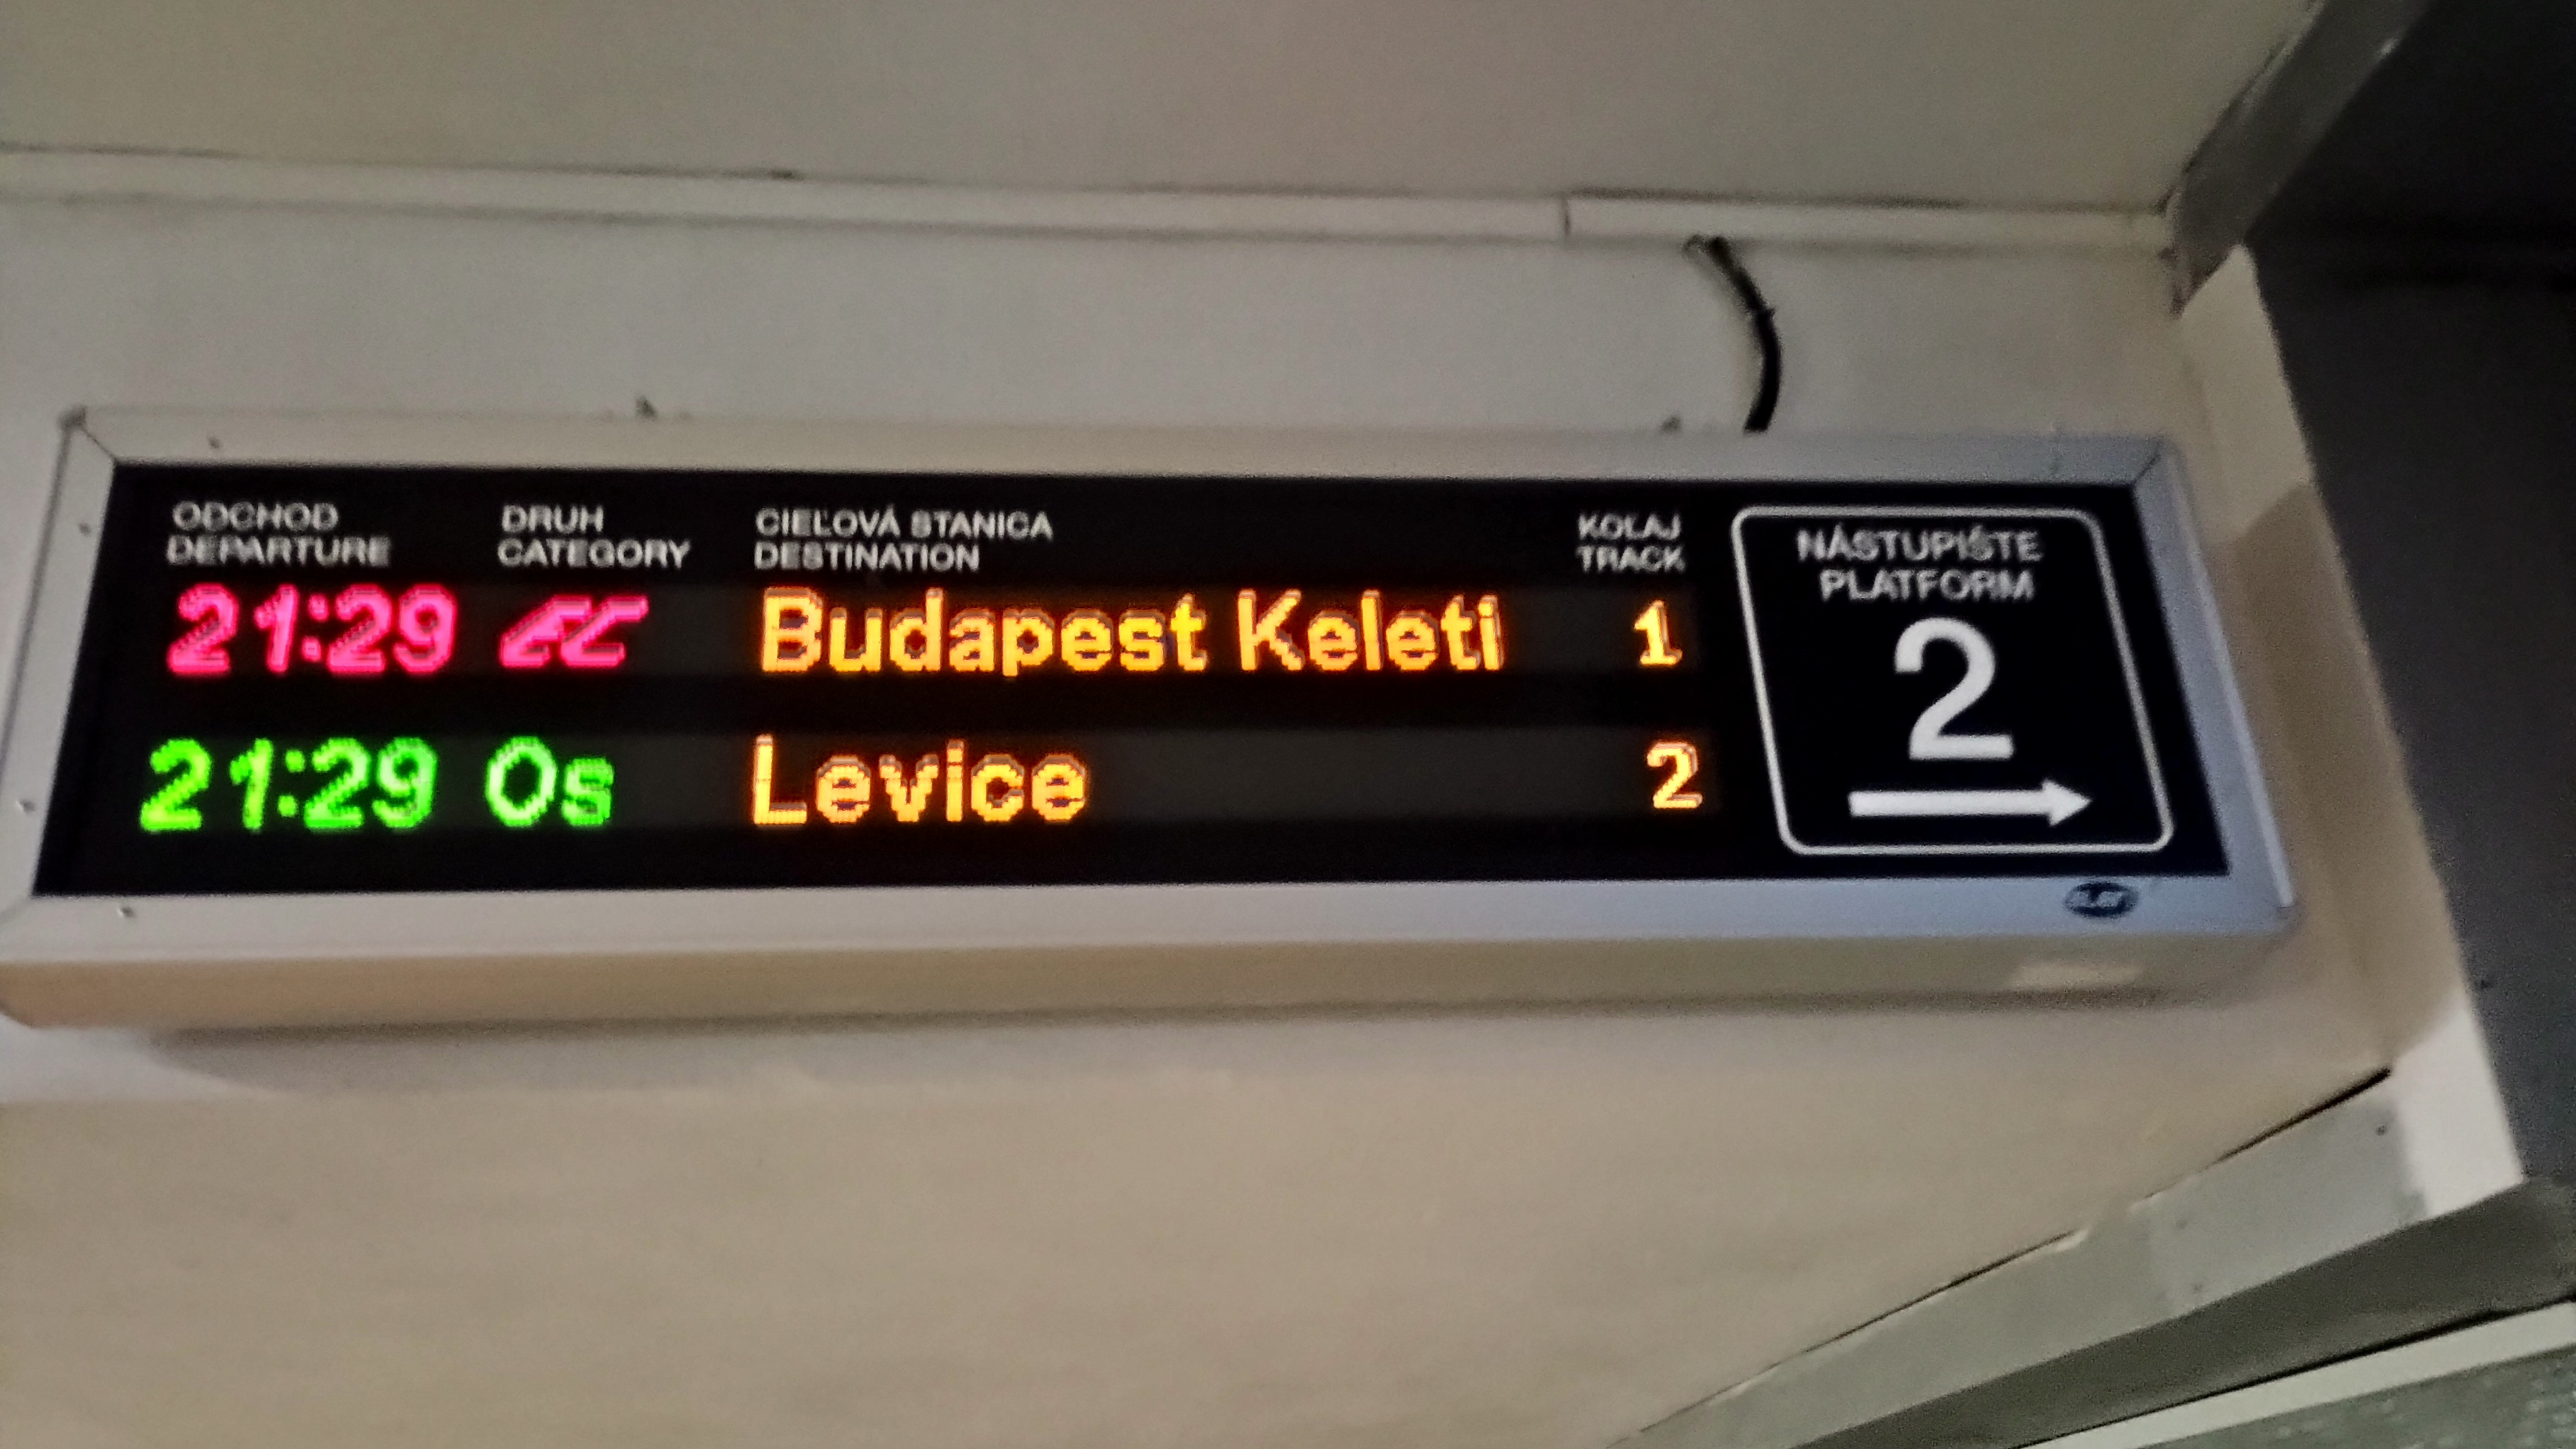 ODCHOD
DEPARTURE
DRUH
CATEGORY
CIEĽOVÁ STANICA
DESTINATION
KOĽAJ
TRACK
NÁSTUPIŠTE
PLATFORM
2
21:29 EC Budapest Keleti 1
21:29 Os Levice 2